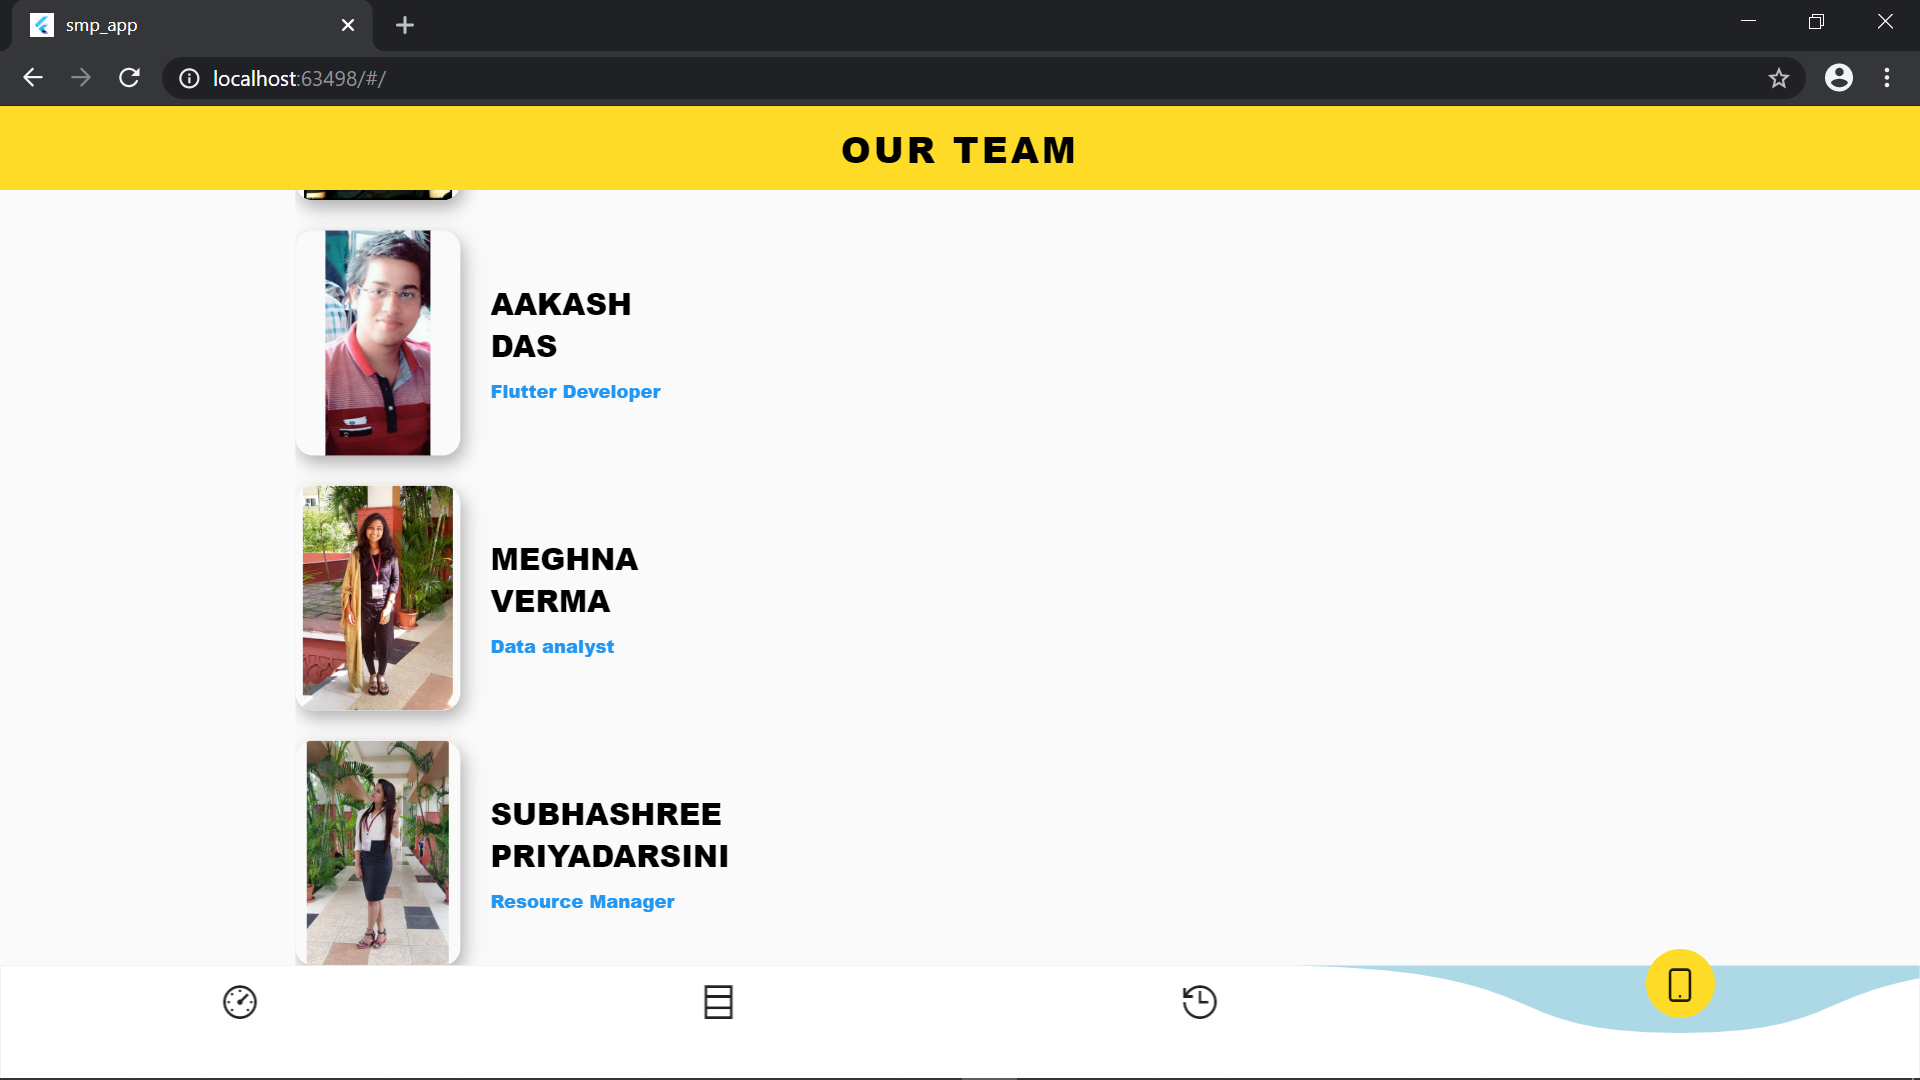 smp_app
localhost:63498/#/
OUR TEAM
AAKASH
DAS
Flutter Developer
MEGHNA
VERMA
Data analyst
SUBHASHREE
PRIYADARSINI
Resource Manager